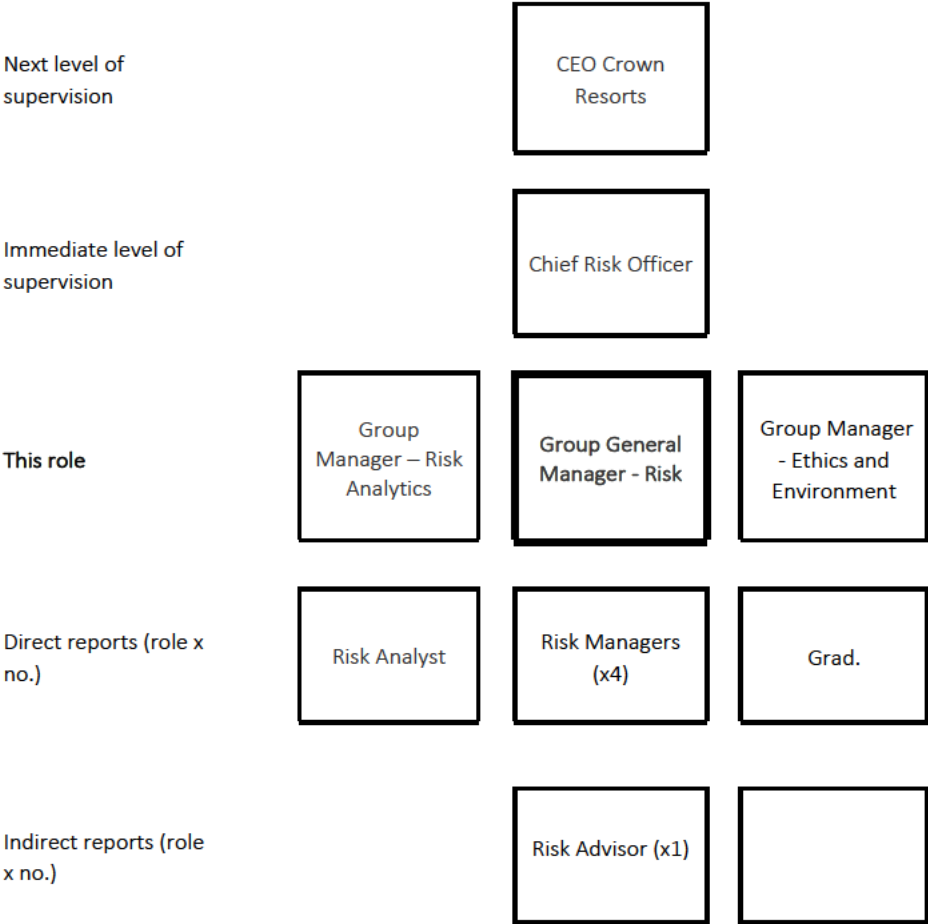 Next level of
supervision
CEO Crown
Resorts
Immediate level of
supervision
Chief Risk Officer
This role
Group
Manager – Risk
Analytics
Group General
Manager - Risk
Group Manager
- Ethics and
Environment
Direct reports (role x
no.)
Risk Analyst
Risk Managers
(x4)
Grad.
Indirect reports (role
x no.)
Risk Advisor (x1)